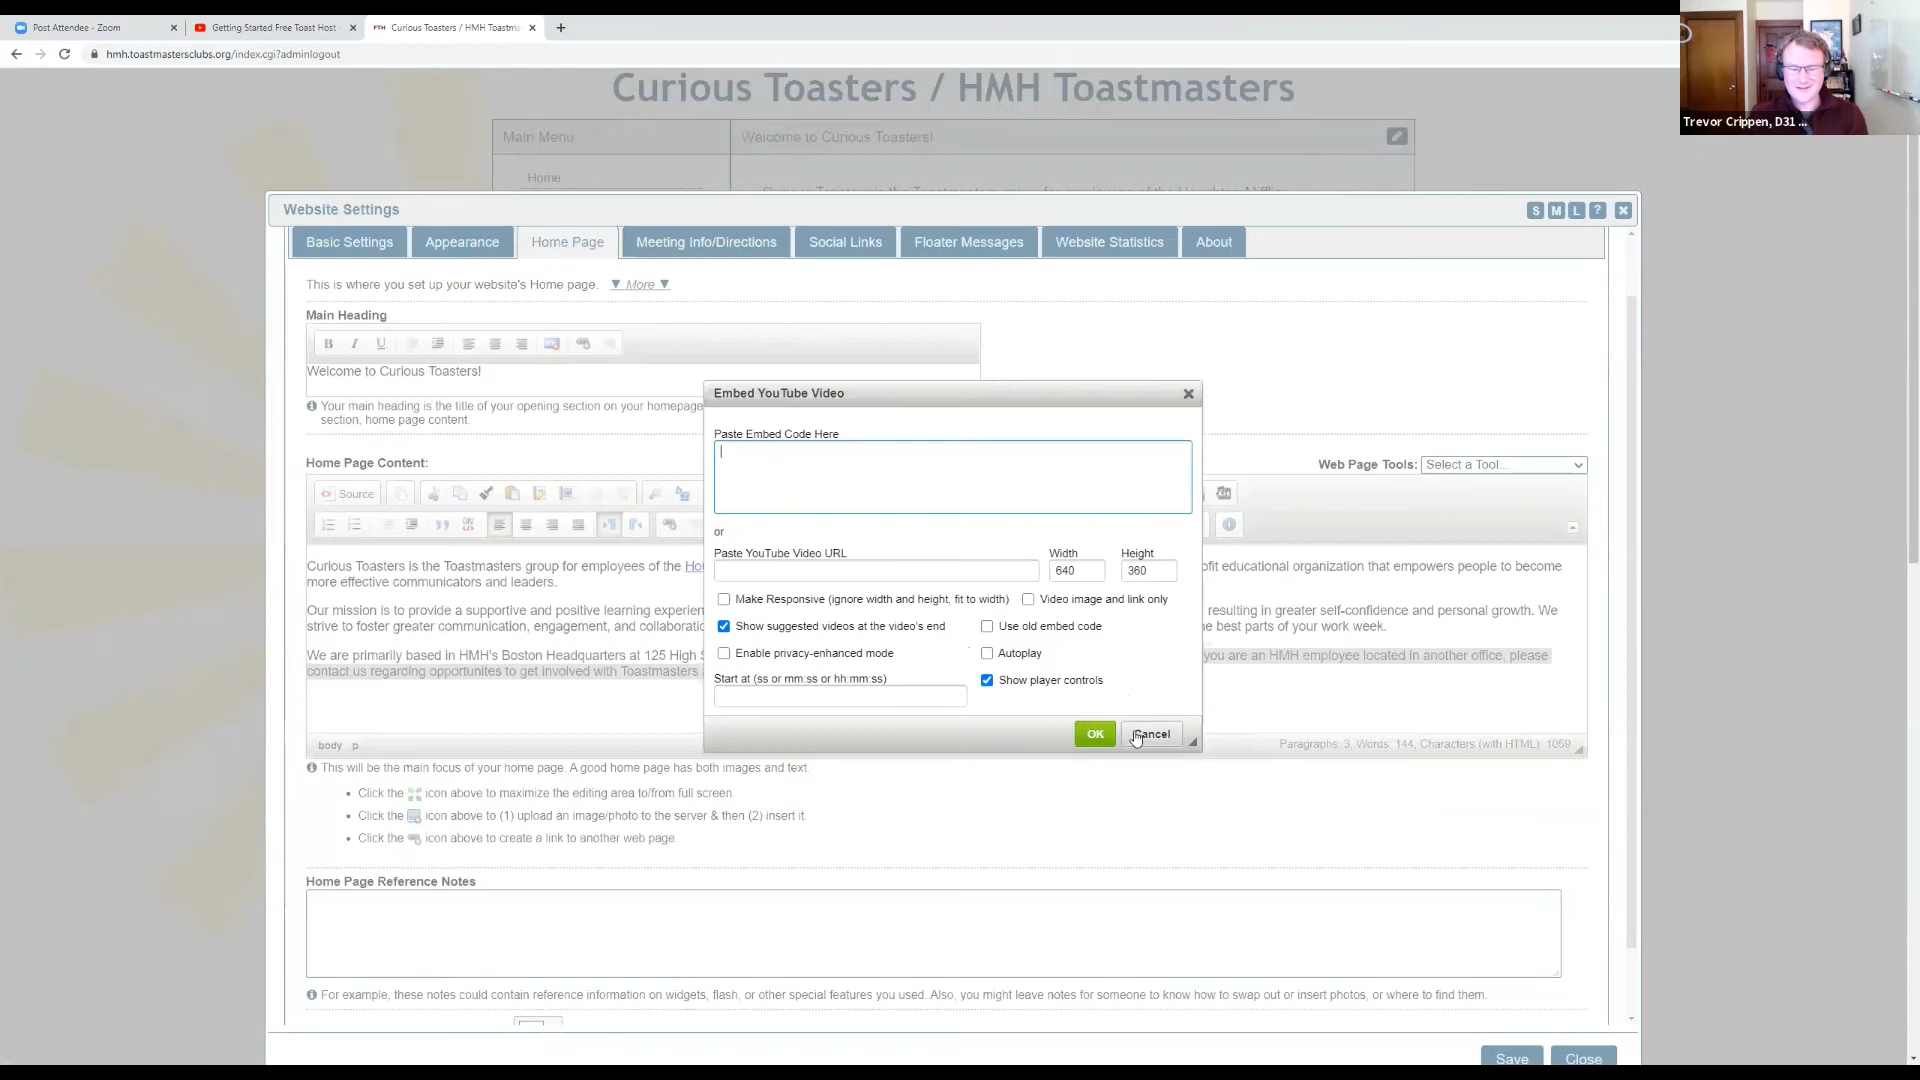 Post Attendee - Zoom
Getting Started Free Toast Host
FTH Curious Toasters / HMH Toastma
hmh.toastmastersclubs.org/index.cgi?adminlogout
Trevor Crippen, D31 ...
Curious Toasters / HMH Toastmasters
Main Menu
Welcome to Curious Toasters!
Home
Website Settings
S M L ?
Basic Settings
Appearance
Home Page
Meeting Info/Directions
Social Links
Floater Messages
Website Statistics
About
This is where you set up your website's Home page. ▼ More ▼
Main Heading
B I U
Welcome to Curious Toasters!
Your main heading is the title of your opening section on your homepage
section, home page content.
Home Page Content:
Web Page Tools: Select a Tool...
Source
Curious Toasters is the Toastmasters group for employees of the Ho
ofit educational organization that empowers people to become
more effective communicators and leaders.
Our mission is to provide a supportive and positive learning experien
resulting in greater self-confidence and personal growth. We
strive to foster greater communication, engagement, and collaboratio
e best parts of your work week.
We are primarily based in HMH's Boston Headquarters at 125 High S
you are an HMH employee located in another office, please
contact us regarding opportunites to get involved with Toastmasters
body p
Paragraphs: 3, Words: 144, Characters (with HTML): 1059
Embed YouTube Video
Paste Embed Code Here
or
Paste YouTube Video URL
Width
Height
640
360
Make Responsive (ignore width and height, fit to width)
Video image and link only
Show suggested videos at the video's end
Use old embed code
Enable privacy-enhanced mode
Autoplay
Start at (ss or mm:ss or hh:mm:ss)
Show player controls
OK
Cancel
This will be the main focus of your home page. A good home page has both images and text.
• Click the icon above to maximize the editing area to/from full screen.
• Click the icon above to (1) upload an image/photo to the server & then (2) insert it.
• Click the icon above to create a link to another web page.
Home Page Reference Notes
For example, these notes could contain reference information on widgets, flash, or other special features you used. Also, you might leave notes for someone to know how to swap out or insert photos, or where to find them.
Save
Close